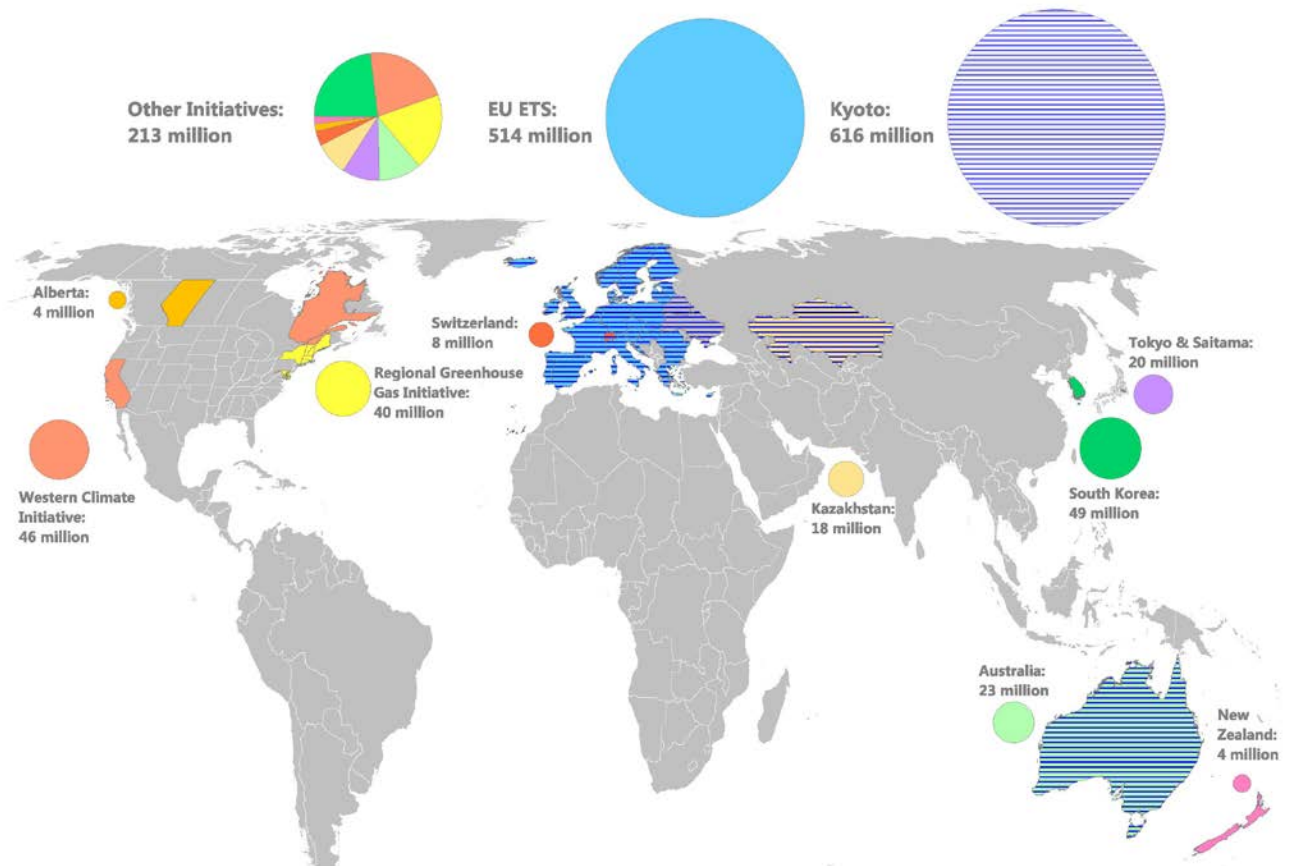 Other Initiatives:
213 million
EU ETS:
514 million
Kyoto:
616 million
Alberta:
4 million
Switzerland:
8 million
Regional Greenhouse
Gas Initiative:
40 million
Tokyo & Saitama:
20 million
Western Climate
Initiative:
46 million
Kazakhstan:
18 million
South Korea:
49 million
Australia:
23 million
New
Zealand:
4 million